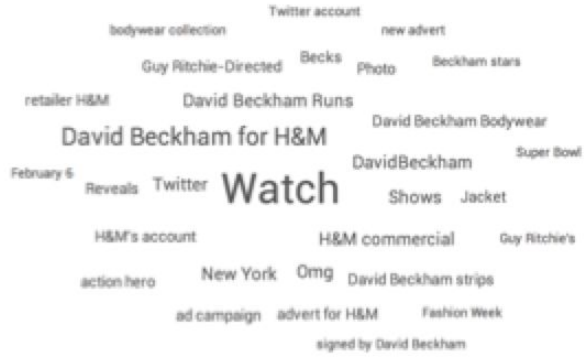 Twitter account
bodywear collection new advert
Guy Ritchie-Directed Becks Photo Beckham stars
retailer H&M David Beckham Runs
David Beckham for H&M David Beckham Bodywear
February 6 Reveals Twitter Watch DavidBeckham Super Bowl
Shows Jacket
H&M's account H&M commercial Guy Ritchie's
action hero New York Omg David Beckham strips
ad campaign advert for H&M Fashion Week
signed by David Beckham